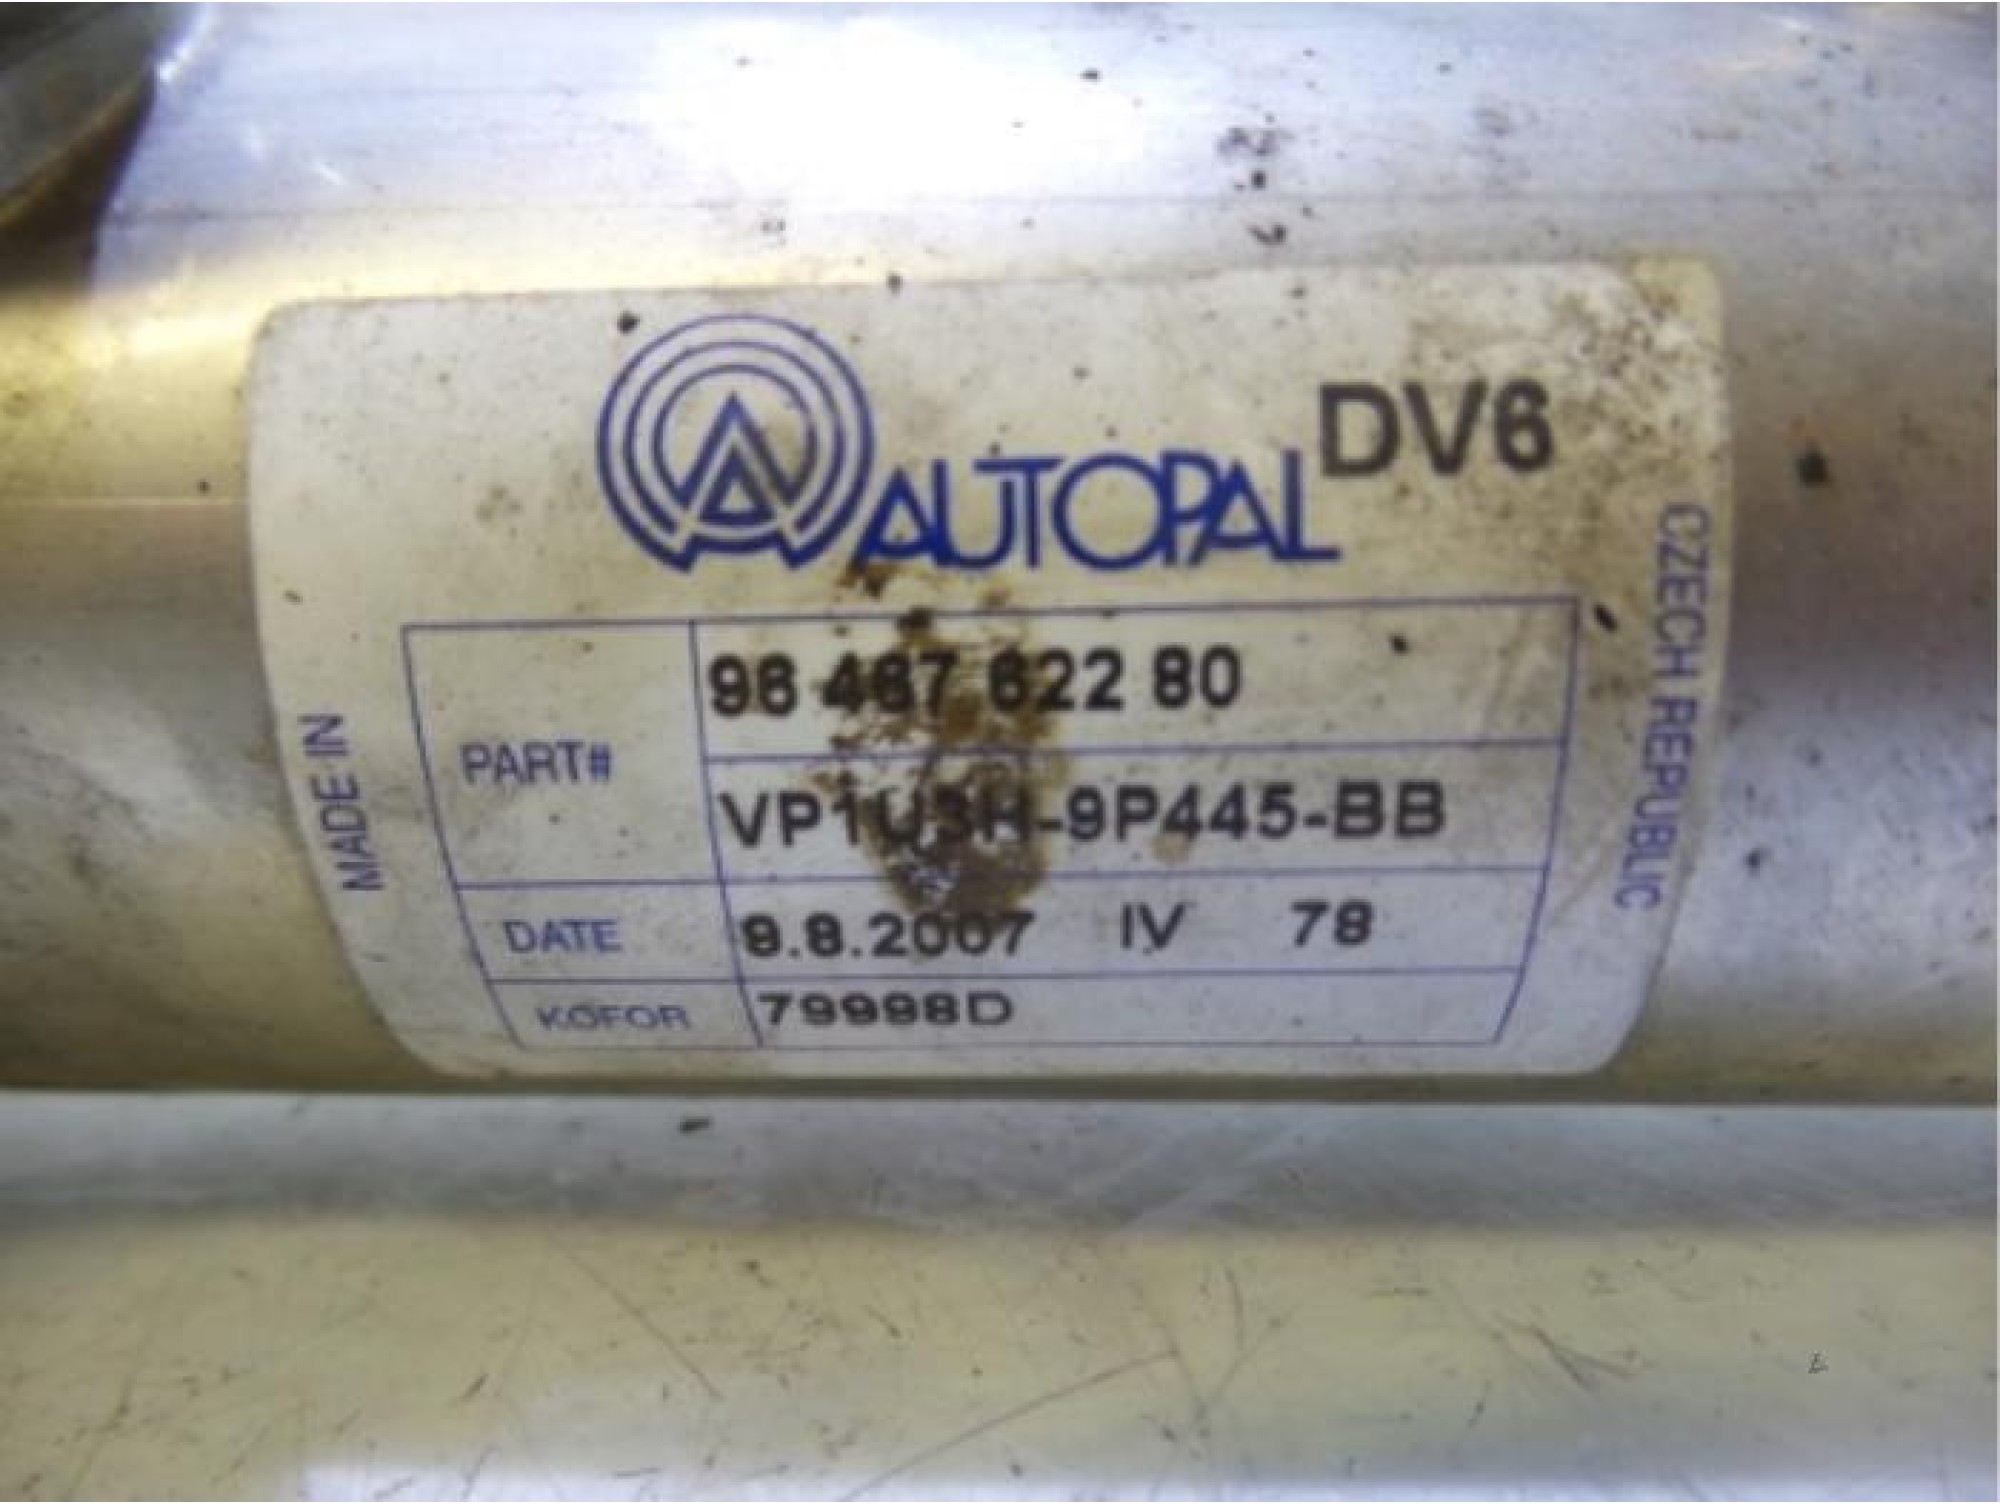 AUTOPAL DV6
MADE IN
PART#
96 467 622 80
VP1U3H-9P445-BB
DATE 9.8.2007 IV 78
KOFOR 79998D
CZECH REPUBLIC